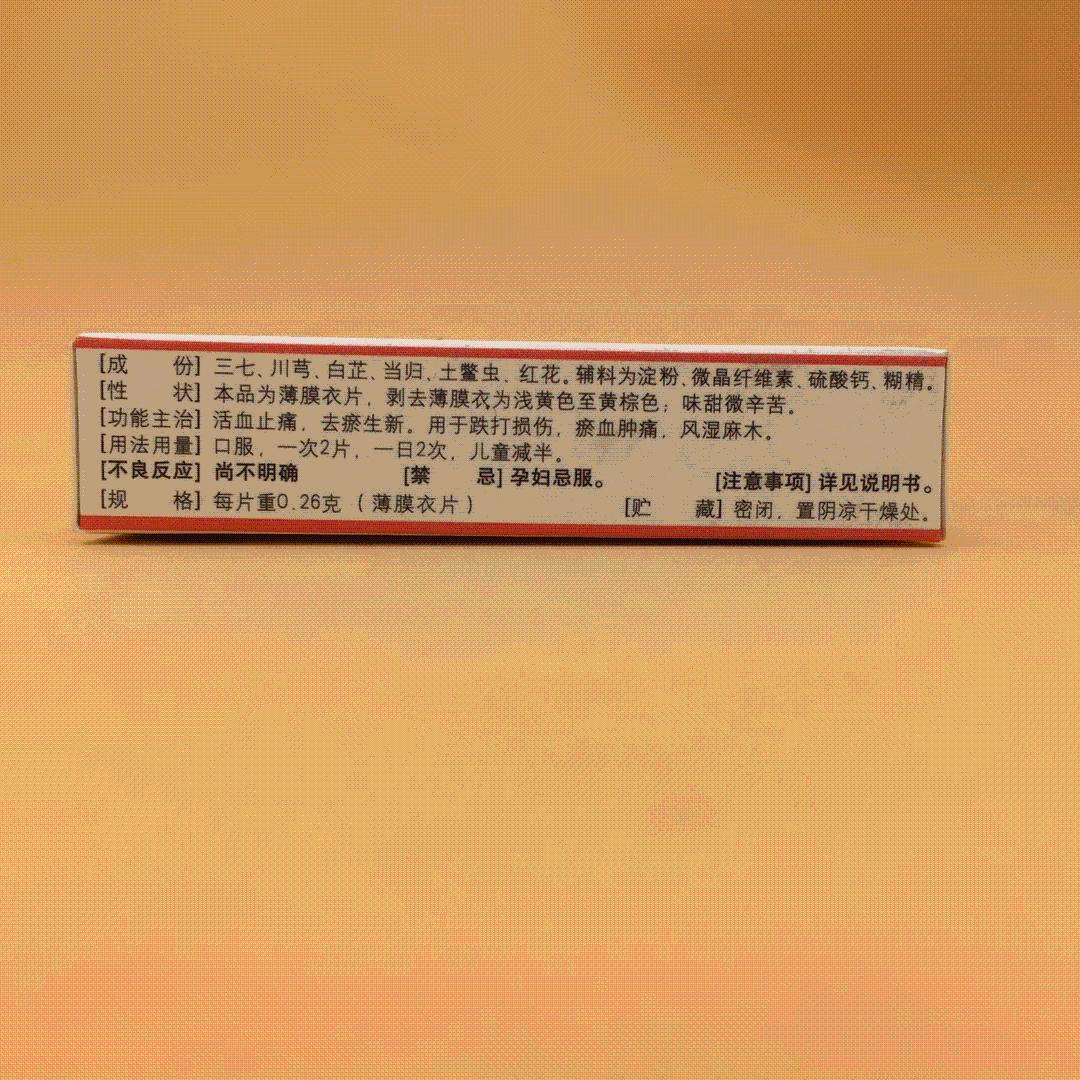 [成 份] 三七、川芎、白芷、当归、土鳖虫、红花。辅料为淀粉、微晶纤维素、硫酸钙、糊精。
[性 状] 本品为薄膜衣片，剥去薄膜衣为浅黄色至黄棕色；味甜微辛苦。
[功能主治] 活血止痛，去瘀生新。用于跌打损伤，瘀血肿痛，风湿麻木。
[用法用量] 口服，一次2片，一日2次，儿童减半。
[不良反应] 尚不明确 [禁 忌] 孕妇忌服。 [注意事项] 详见说明书。
[规 格] 每片重0.26克（薄膜衣片） [贮 藏] 密闭，置阴凉干燥处。